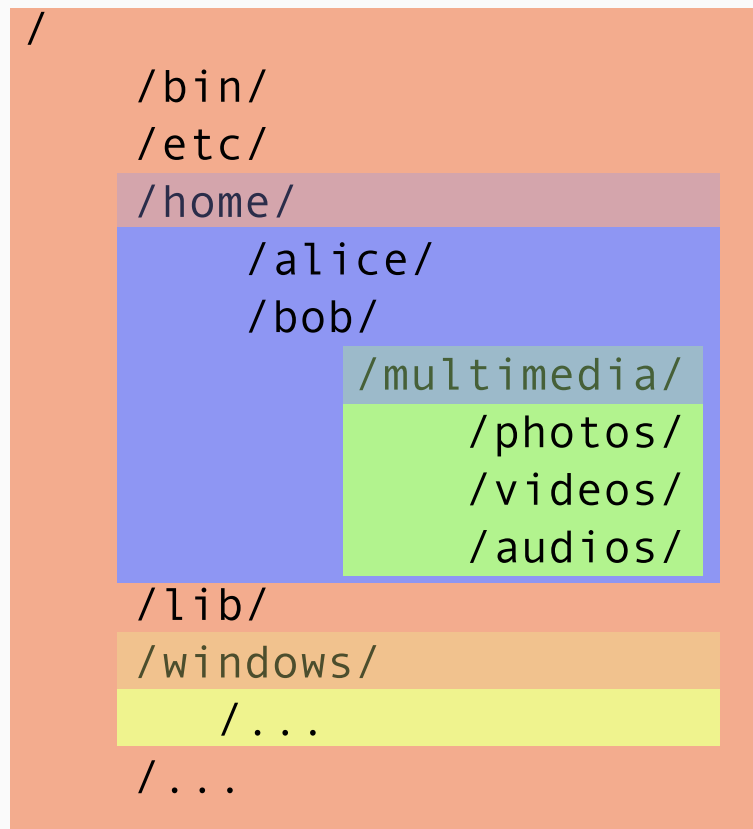 /
/bin/
/etc/
/home/
/alice/
/bob/
/multimedia/
/photos/
/videos/
/audios/
/lib/
/windows/
/...
/...